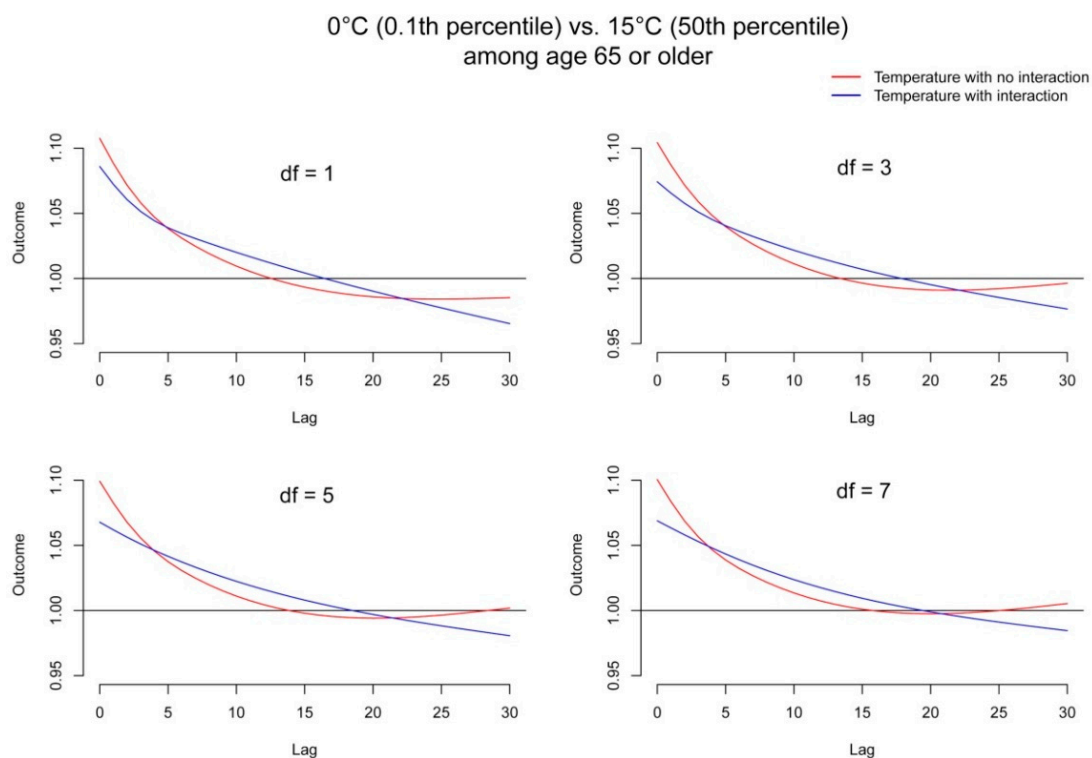 0°C (0.1th percentile) vs. 15°C (50th percentile)
among age 65 or older
Temperature with no interaction
Temperature with interaction
df = 1
Outcome
0.95 1.00 1.05 1.10
0 5 10 15 20 25 30
Lag
df = 3
Outcome
0.95 1.00 1.05 1.10
0 5 10 15 20 25 30
Lag
df = 5
Outcome
0.95 1.00 1.05 1.10
0 5 10 15 20 25 30
Lag
df = 7
Outcome
0.95 1.00 1.05 1.10
0 5 10 15 20 25 30
Lag